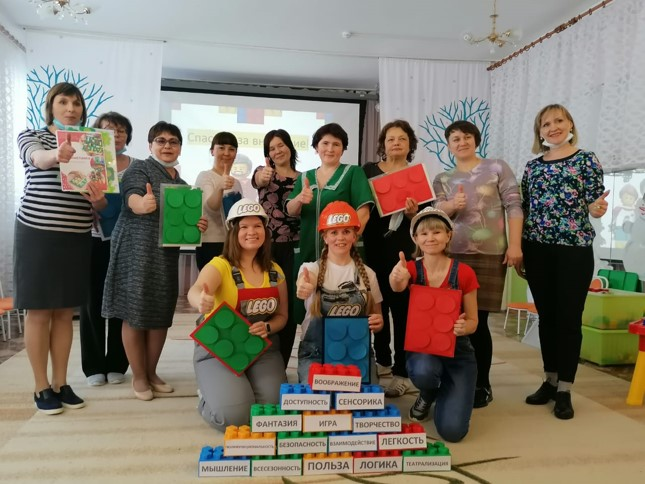 Спасибо за внимание!
LEGO
LEGO
LEGO
LEGO
ВООБРАЖЕНИЕ
ДОСТУПНОСТЬ СЕНСОРИКА
ФАНТАЗИЯ ИГРА ТВОРЧЕСТВО
БЕЗОПАСНОСТЬ ВЗАИМОДЕЙСТВИЕ ЛЕГКОСТЬ
МЫШЛЕНИЕ ВСЕСЕЗОННОСТЬ ПОЛЬЗА ЛОГИКА ТЕАТРАЛИЗАЦИЯ